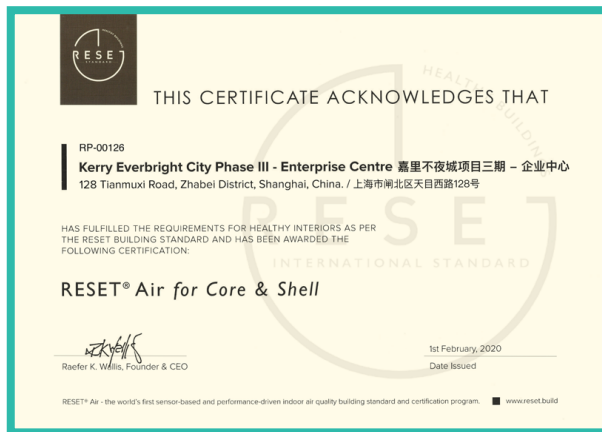 RESET
STANDARD
THIS CERTIFICATE ACKNOWLEDGES THAT
HEALTHY BUILDING
RP-00126
Kerry Everbright City Phase III - Enterprise Centre 嘉里不夜城项目三期 – 企业中心
128 Tianmuxi Road, Zhabei District, Shanghai, China. / 上海市闸北区天目西路128号
RESET
INTERNATIONAL STANDARD
HAS FULFILLED THE REQUIREMENTS FOR HEALTHY INTERIORS AS PER
THE RESET BUILDING STANDARD AND HAS BEEN AWARDED THE
FOLLOWING CERTIFICATION:
RESET® Air for Core & Shell
1st February, 2020
Raefer K. Wallis, Founder & CEO
Date Issued
RESET® Air - the world's first sensor-based and performance-driven indoor air quality building standard and certification program.
www.reset.build